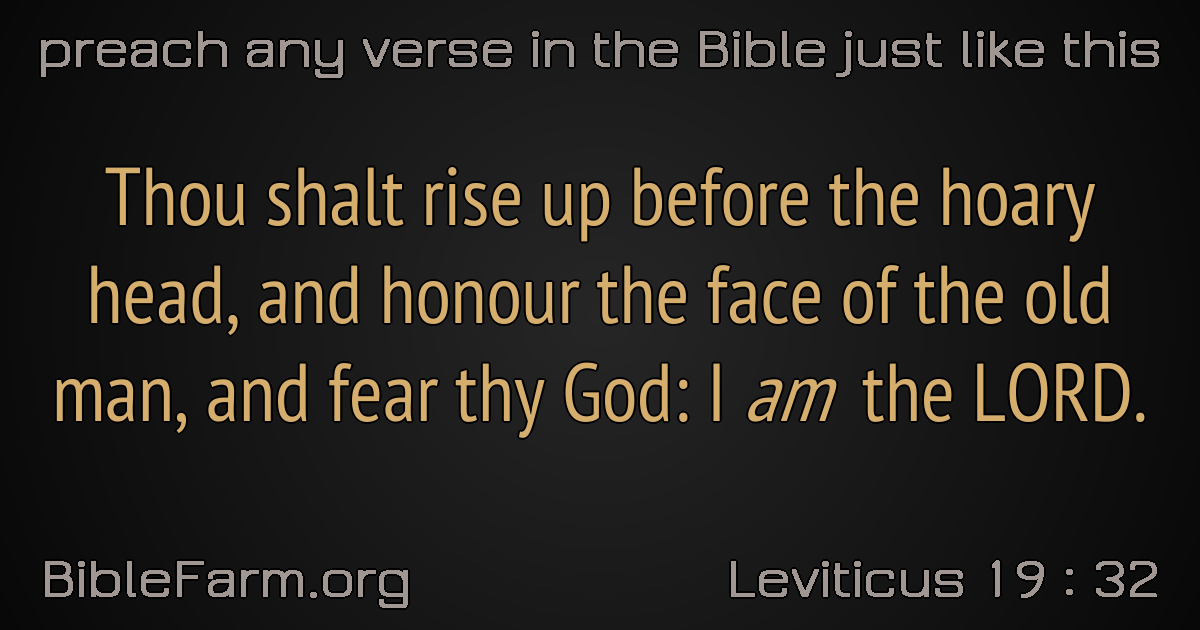 preach any verse in the Bible just like this
Thou shalt rise up before the hoary
head, and honour the face of the old
man, and fear thy God: I am the LORD.
BibleFarm.org
Leviticus 19 : 32